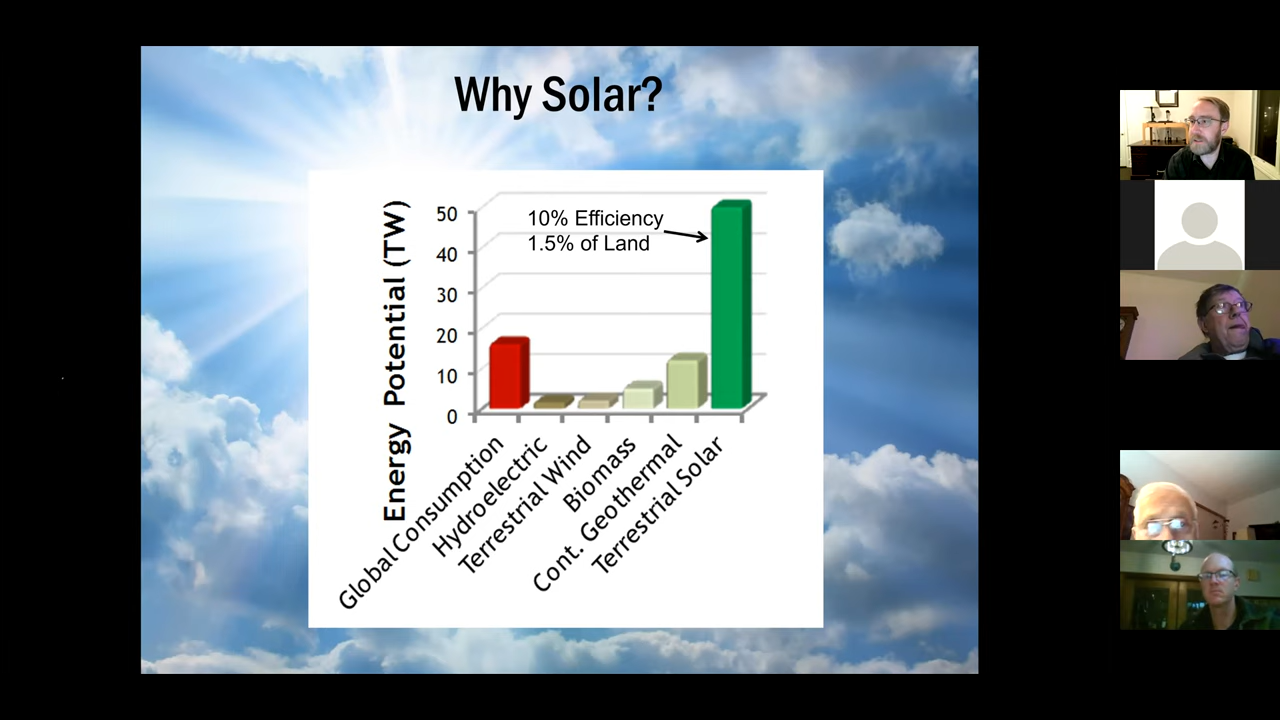 Why Solar?
Energy Potential (TW)
50
40
30
20
10
0
10% Efficiency
1.5% of Land
Global Consumption
Hydroelectric
Terrestrial Wind
Biomass
Cont. Geothermal
Terrestrial Solar